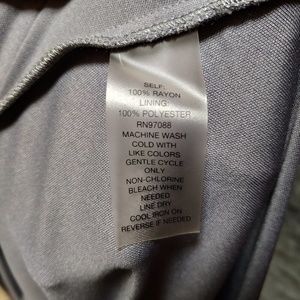 SELF:
100% RAYON
LINING:
100% POLYESTER
RN97088
MACHINE WASH
COLD WITH
LIKE COLORS
GENTLE CYCLE
ONLY
NON-CHLORINE
BLEACH WHEN
NEEDED
LINE DRY
COOL IRON ON
REVERSE IF NEEDED